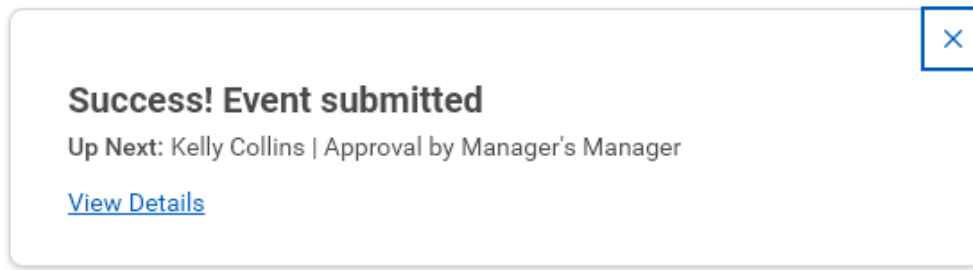 Success! Event submitted
Up Next: Kelly Collins | Approval by Manager's Manager
View Details